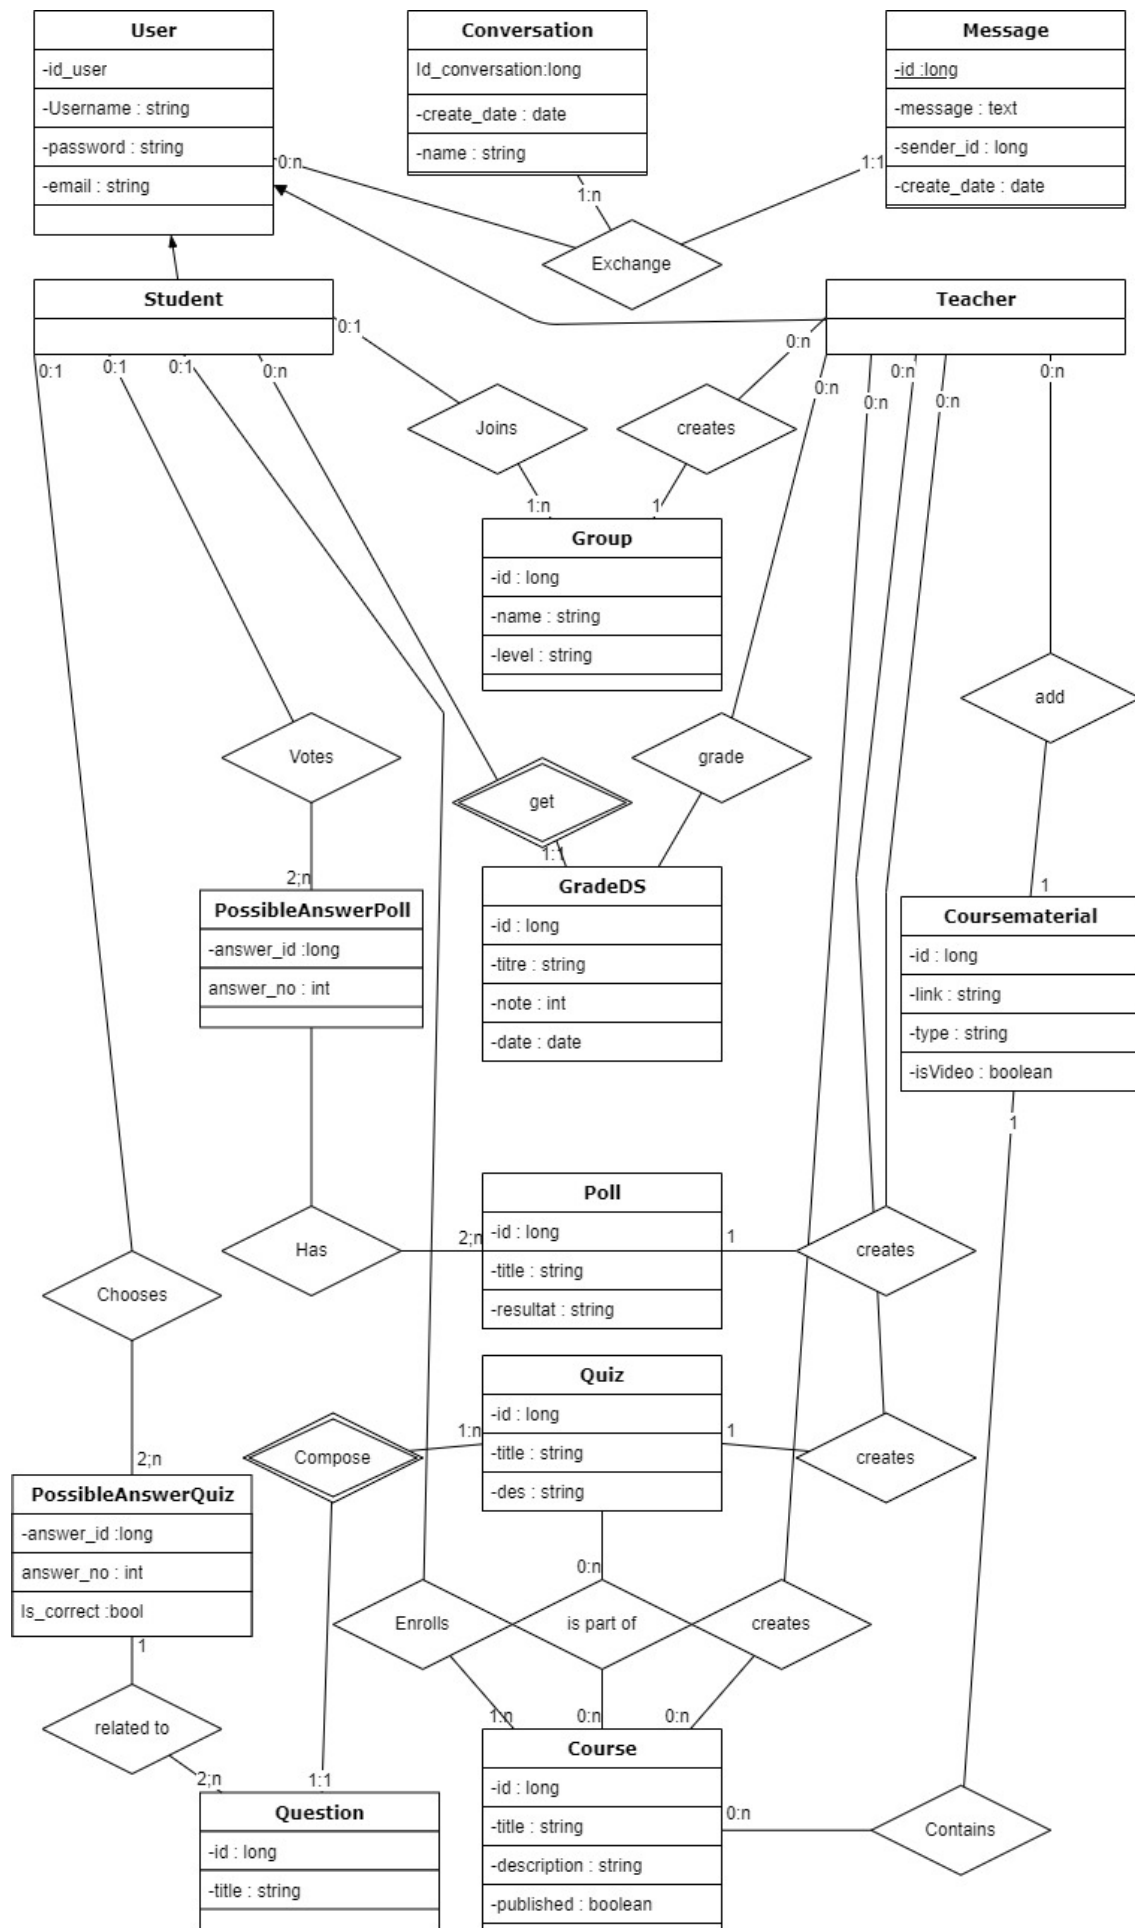 User
-id_user
-Username : string
-password : string
-email : string
Conversation
Id_conversation:long
-create_date : date
-name : string
Message
-id :long
-message : text
-sender_id : long
-create_date : date
0:n
1:n
1:1
Exchange
Student
Teacher
0:1
0:n
0:1
0:1
0:1
0:n
0:n
0:n
0:n
0:n
0:n
Joins
creates
1:n
1
Group
-id : long
-name : string
-level : string
add
Votes
grade
get
1:1
2;n
1
PossibleAnswerPoll
-answer_id :long
answer_no : int
GradeDS
-id : long
-titre : string
-note : int
-date : date
Coursematerial
-id : long
-link : string
-type : string
-isVideo : boolean
1
Poll
-id : long
-title : string
-resultat : string
Has
2;n
1
creates
Chooses
Quiz
-id : long
-title : string
-des : string
Compose
1:n
1
creates
2;n
PossibleAnswerQuiz
-answer_id :long
answer_no : int
Is_correct :bool
0:n
Enrolls
is part of
creates
1
related to
1:n
0:n
0:n
2;n
1:1
Question
-id : long
-title : string
Course
-id : long
-title : string
-description : string
-published : boolean
0:n
Contains